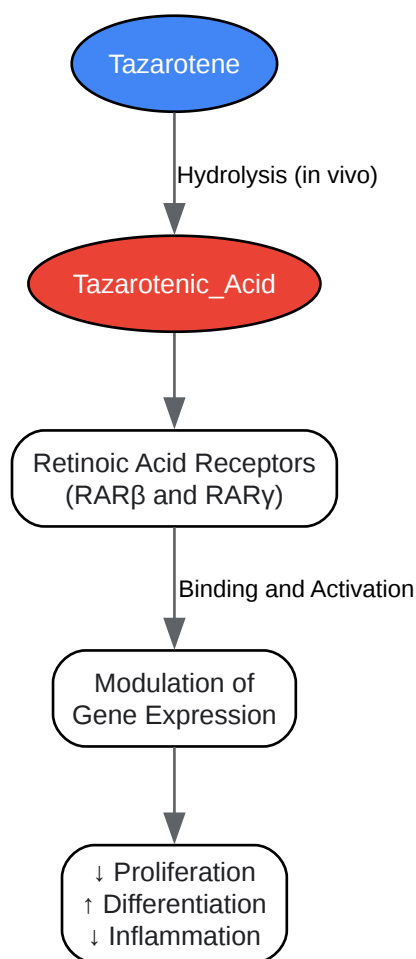 Tazarotene
Hydrolysis (in vivo)
Tazarotenic_Acid
Retinoic Acid Receptors
(RARβ and RARγ)
Binding and Activation
Modulation of
Gene Expression
↓ Proliferation
↑ Differentiation
↓ Inflammation